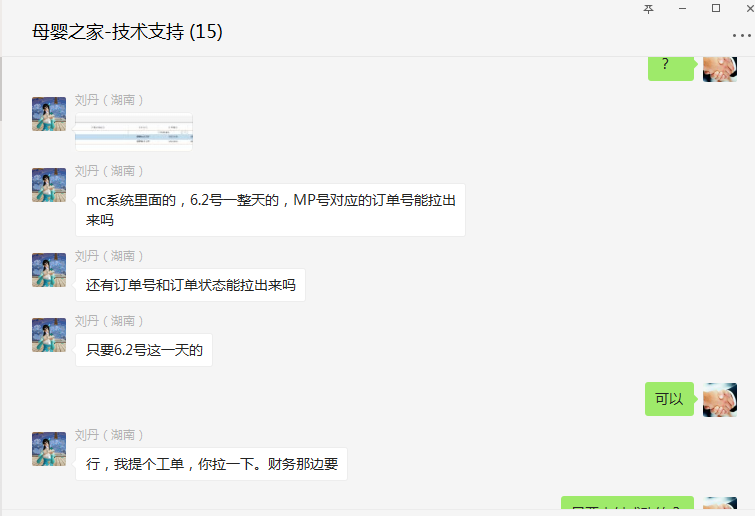 母婴之家-技术支持 (15)
?
刘丹（湖南）
刘丹（湖南）
mc系统里面的，6.2号一整天的，MP号对应的订单号能拉出
来吗
刘丹（湖南）
还有订单号和订单状态能拉出来吗
刘丹（湖南）
只要6.2号这一天的
可以
刘丹（湖南）
行，我提个工单，你拉一下。财务那边要